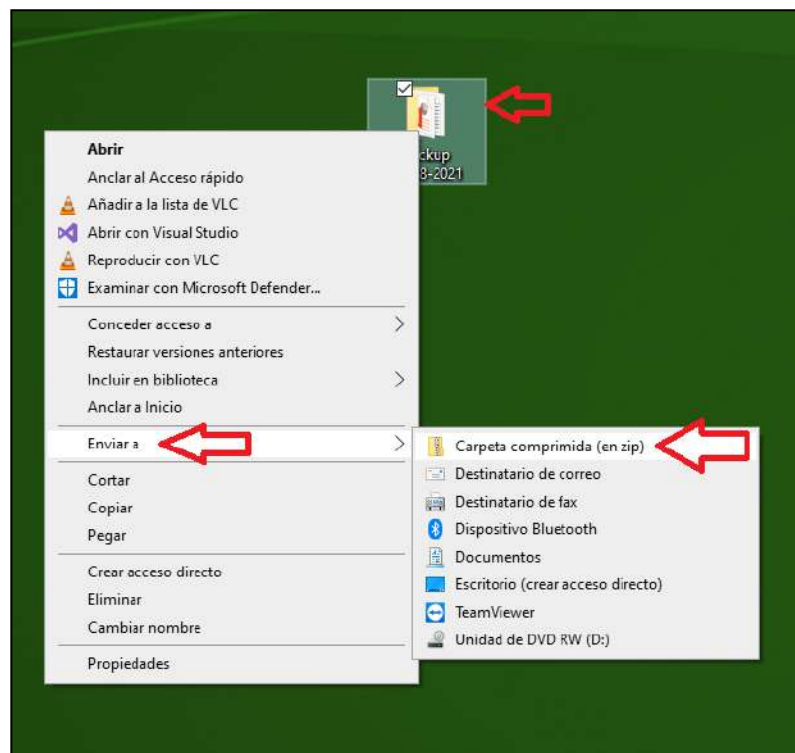 ckup
8-2021
Abrir
Anclar al Acceso rápido
Añadir a la lista de VLC
Abrir con Visual Studio
Reproducir con VLC
Examinar con Microsoft Defender...
Conceder acceso a
Restaurar versiones anteriores
Incluir en biblioteca
Anclar a Inicio
Enviar a
Cortar
Copiar
Pegar
Crear acceso directo
Eliminar
Cambiar nombre
Propiedades
Carpeta comprimida (en zip)
Destinatario de correo
Destinatario de fax
Dispositivo Bluetooth
Documentos
Escritorio (crear acceso directo)
TeamViewer
Unidad de DVD RW (D:)